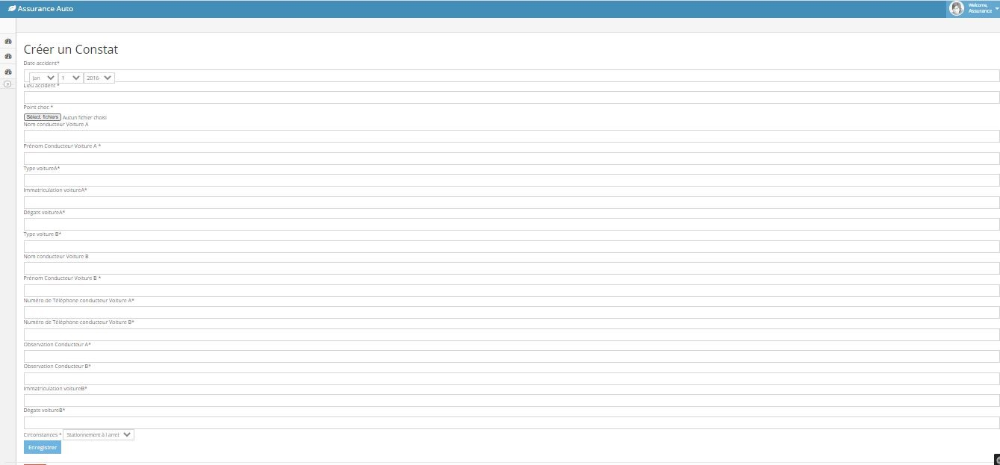 Assurance Auto
Welcome,
Assurance
Créer un Constat
Date accident*
Jan 1 2016
Lieu accident *
Point choc *
Sélect. fichiers Aucun fichier choisi
Nom conducteur Voiture A
Prénom Conducteur Voiture A *
Type voitureA*
Immatriculation voitureA*
Dégats voitureA*
Type voiture B*
Nom conducteur Voiture B
Prénom Conducteur Voiture B *
Numéro de Téléphone conducteur Voiture A*
Numéro de Téléphone conducteur Voiture B*
Observation Conducteur A*
Observation Conducteur B*
Immatriculation voitureB*
Dégats voitureB*
Circonstances * Stationnement à l arret
Enregistrer